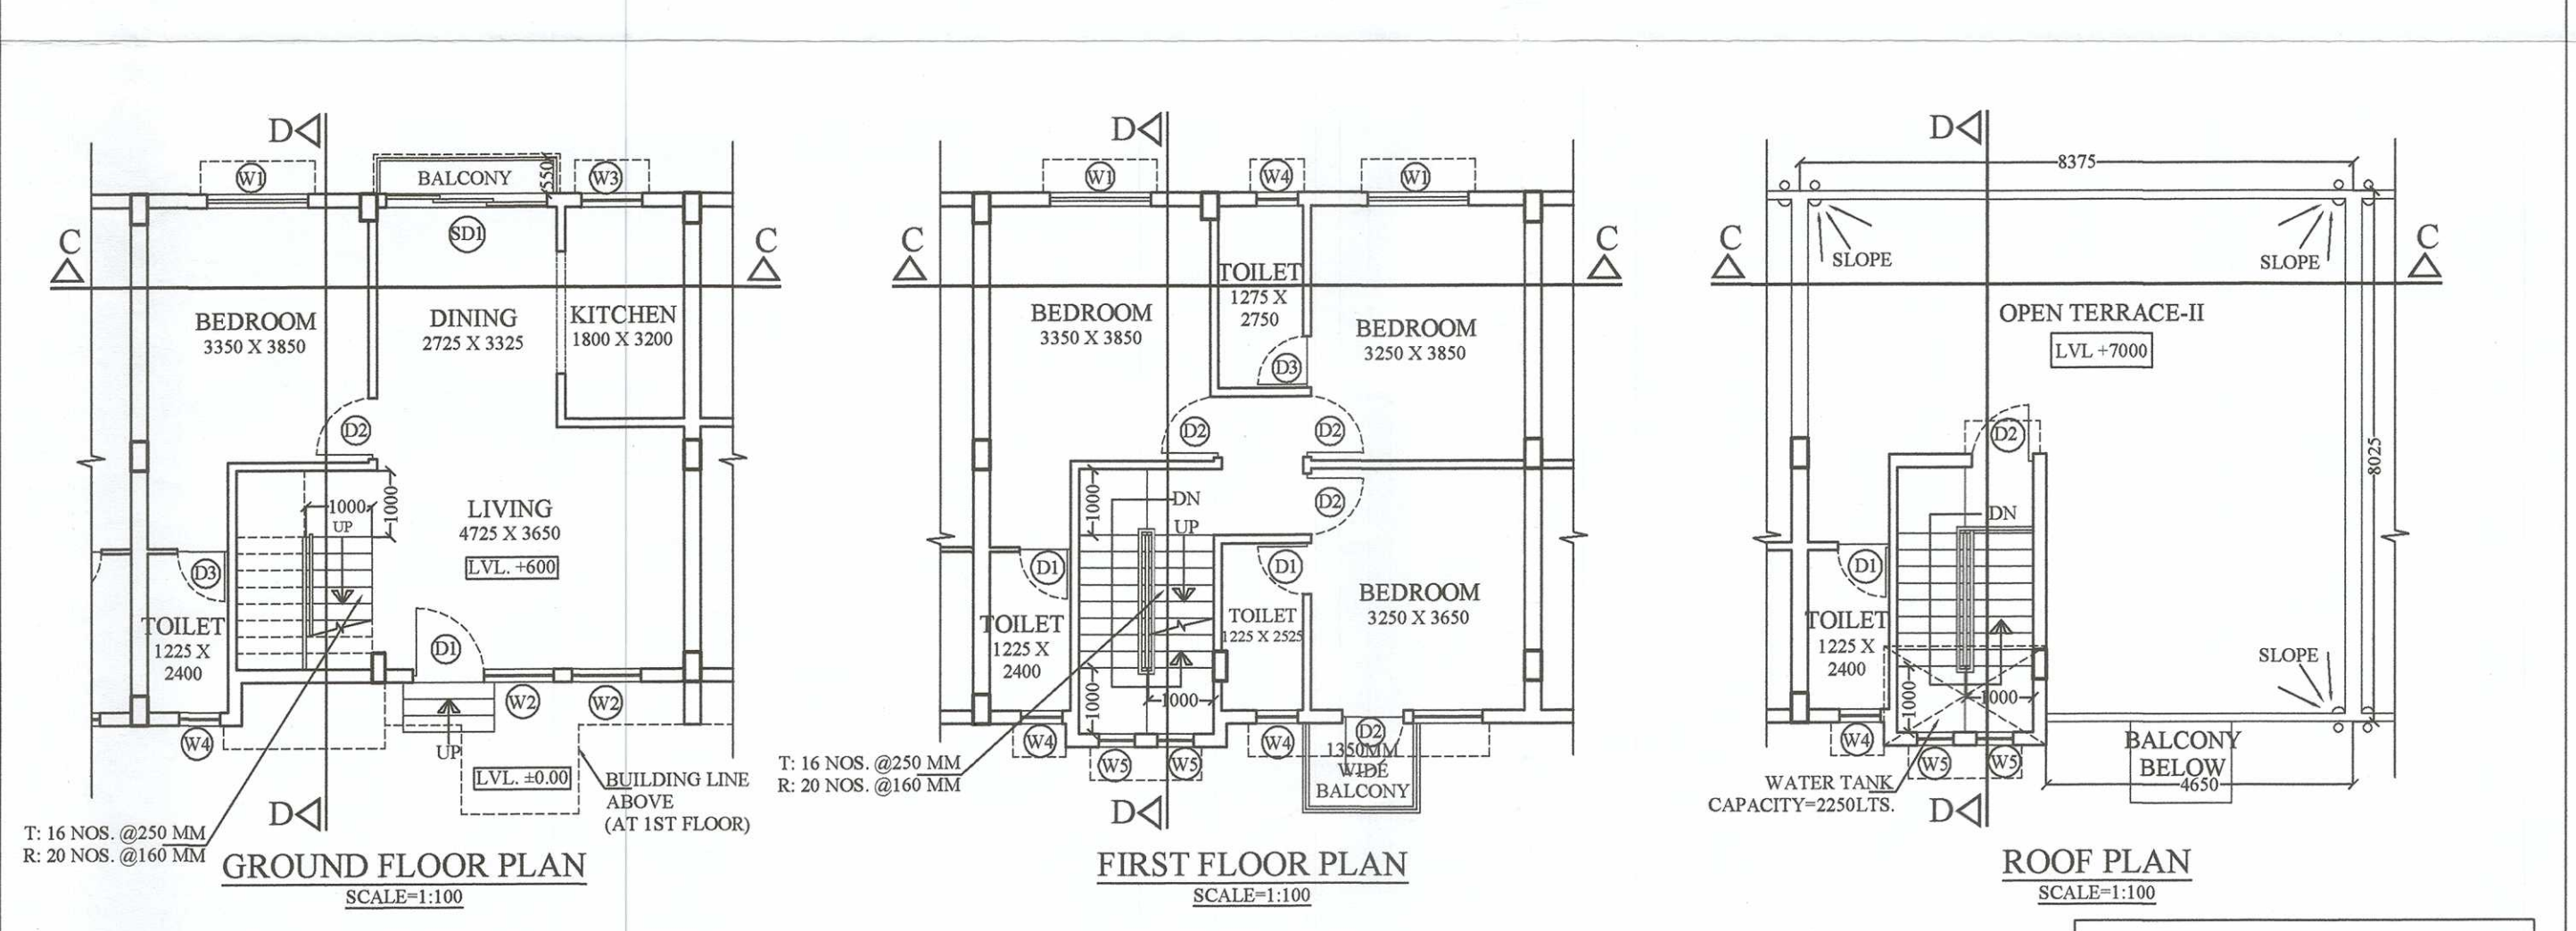 D
W1
BALCONY
550
W3
SD1
C
C
BEDROOM
3350 X 3850
DINING
2725 X 3325
KITCHEN
1800 X 3200
D2
1000
1000
UP
LIVING
4725 X 3650
LVL. +600
D3
TOILET
1225 X
2400
D1
W2
W2
W4
UP
LVL. ±0.00
BUILDING LINE
ABOVE
(AT 1ST FLOOR)
D
T: 16 NOS. @250 MM
R: 20 NOS. @160 MM
GROUND FLOOR PLAN
SCALE=1:100
D
W1
W4
W1
C
C
TOILET
1275 X
2750
BEDROOM
3350 X 3850
BEDROOM
3250 X 3850
D3
D2
D2
1000
DN
UP
D2
D1
D1
BEDROOM
3250 X 3650
TOILET
1225 X
2400
TOILET
1225 X 2525
1000
1000
W4
W5
W5
W4
D2
1350MM
WIDE
BALCONY
T: 16 NOS. @250 MM
R: 20 NOS. @160 MM
D
FIRST FLOOR PLAN
SCALE=1:100
D
8375
C
C
SLOPE
SLOPE
OPEN TERRACE-II
LVL +7000
D2
8025
DN
D1
TOILET
1225 X
2400
SLOPE
1000
1000
W4
W5
W5
BALCONY
BELOW
4650
WATER TANK
CAPACITY=2250LTS.
D
ROOF PLAN
SCALE=1:100